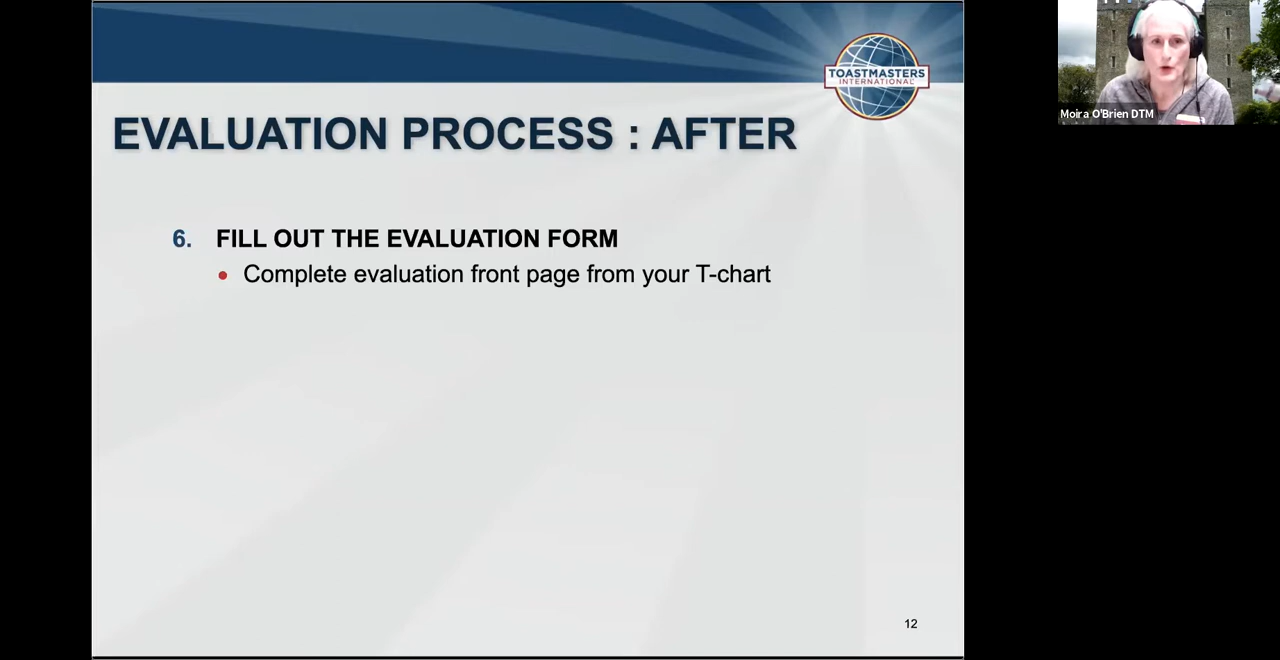 TOASTMASTERS
INTERNATIONAL
EVALUATION PROCESS : AFTER
6. FILL OUT THE EVALUATION FORM
• Complete evaluation front page from your T-chart
12
Moira O'Brien DTM